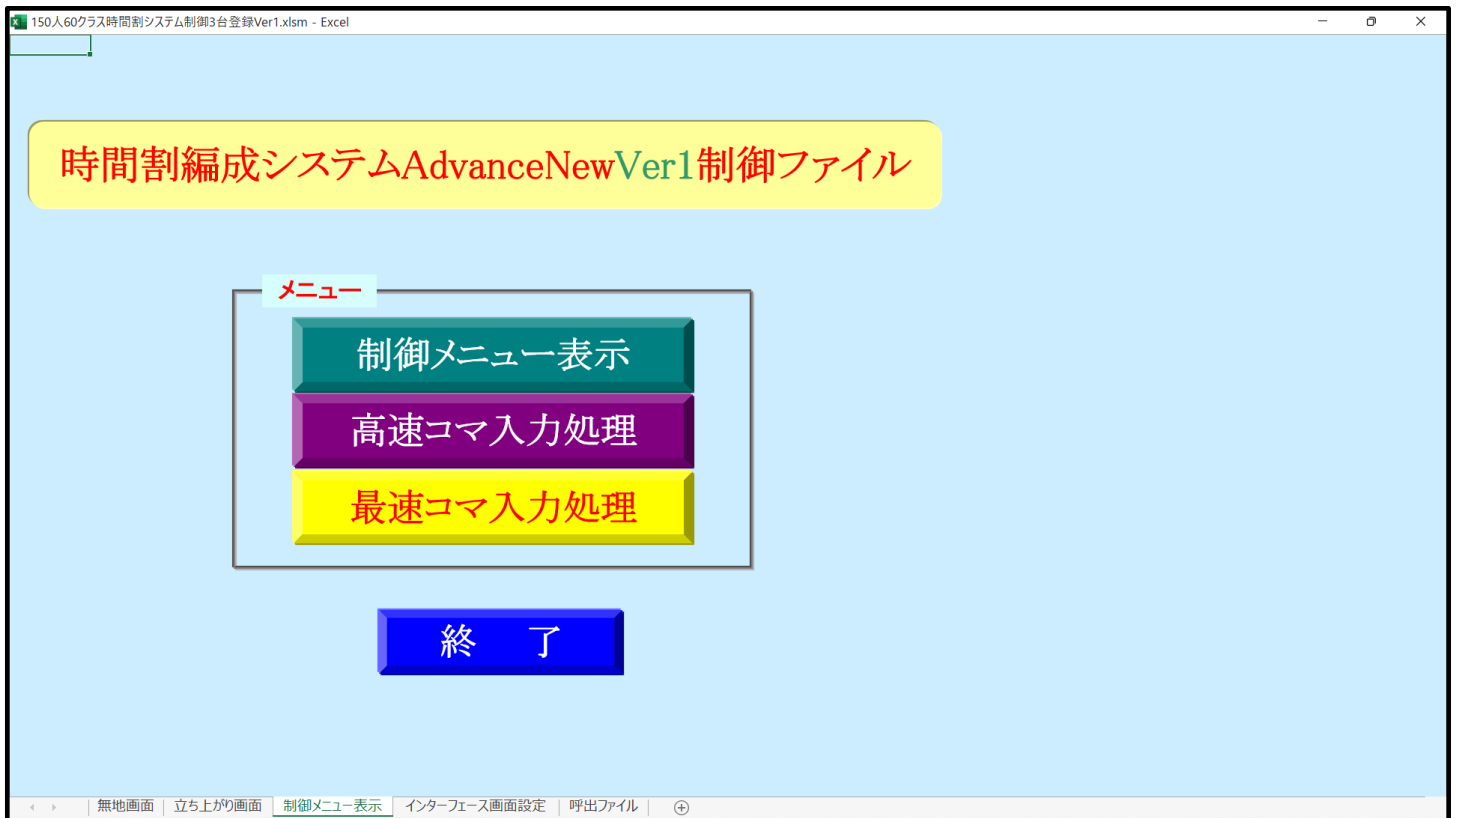 150人60クラス時間割システム制御3台登録Ver1.xlsm - Excel
時間割編成システムAdvanceNewVer1制御ファイル
メニュー
制御メニュー表示
高速コマ入力処理
最速コマ入力処理
終　了
無地画面 立ち上がり画面 制御メニュー表示 インターフェース画面設定 呼出ファイル